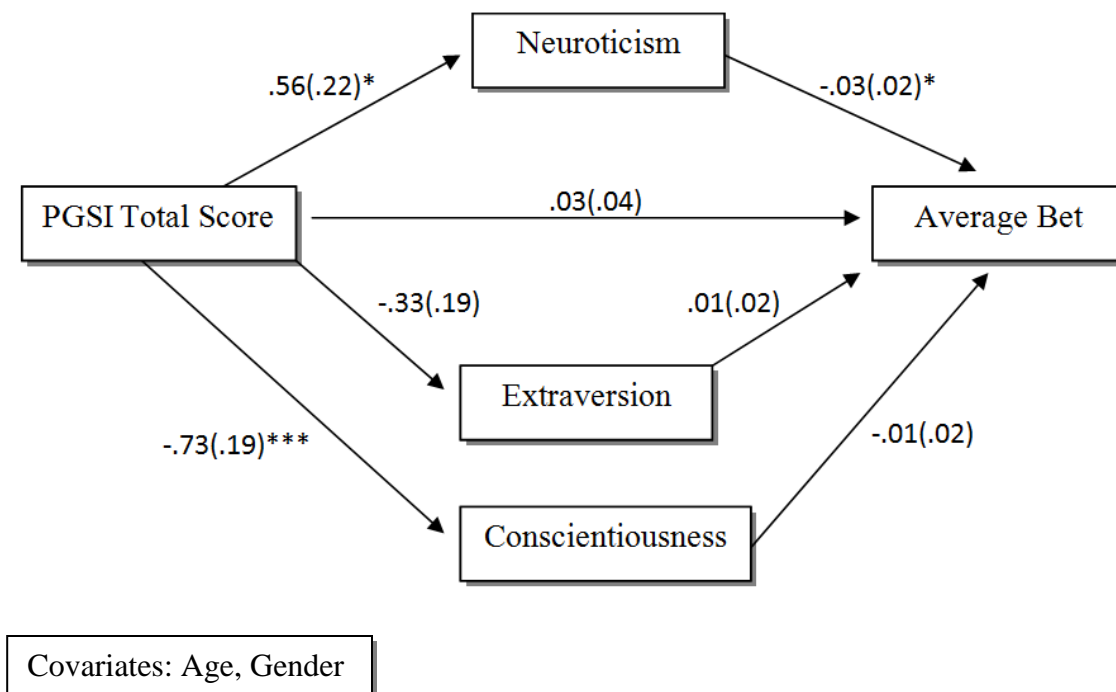 Neuroticism
.56(.22)*
-.03(.02)*
PGSI Total Score
.03(.04)
Average Bet
-.33(.19)
.01(.02)
Extraversion
-.73(.19)***
-.01(.02)
Conscientiousness
Covariates: Age, Gender